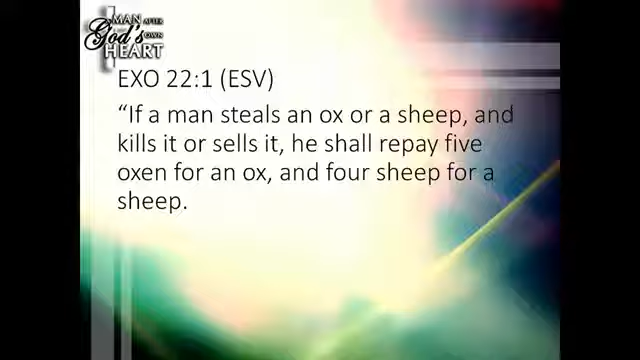 A MAN AFTER
God's OWN
HEART
EXO 22:1 (ESV)
“If a man steals an ox or a sheep, and
kills it or sells it, he shall repay five
oxen for an ox, and four sheep for a
sheep.